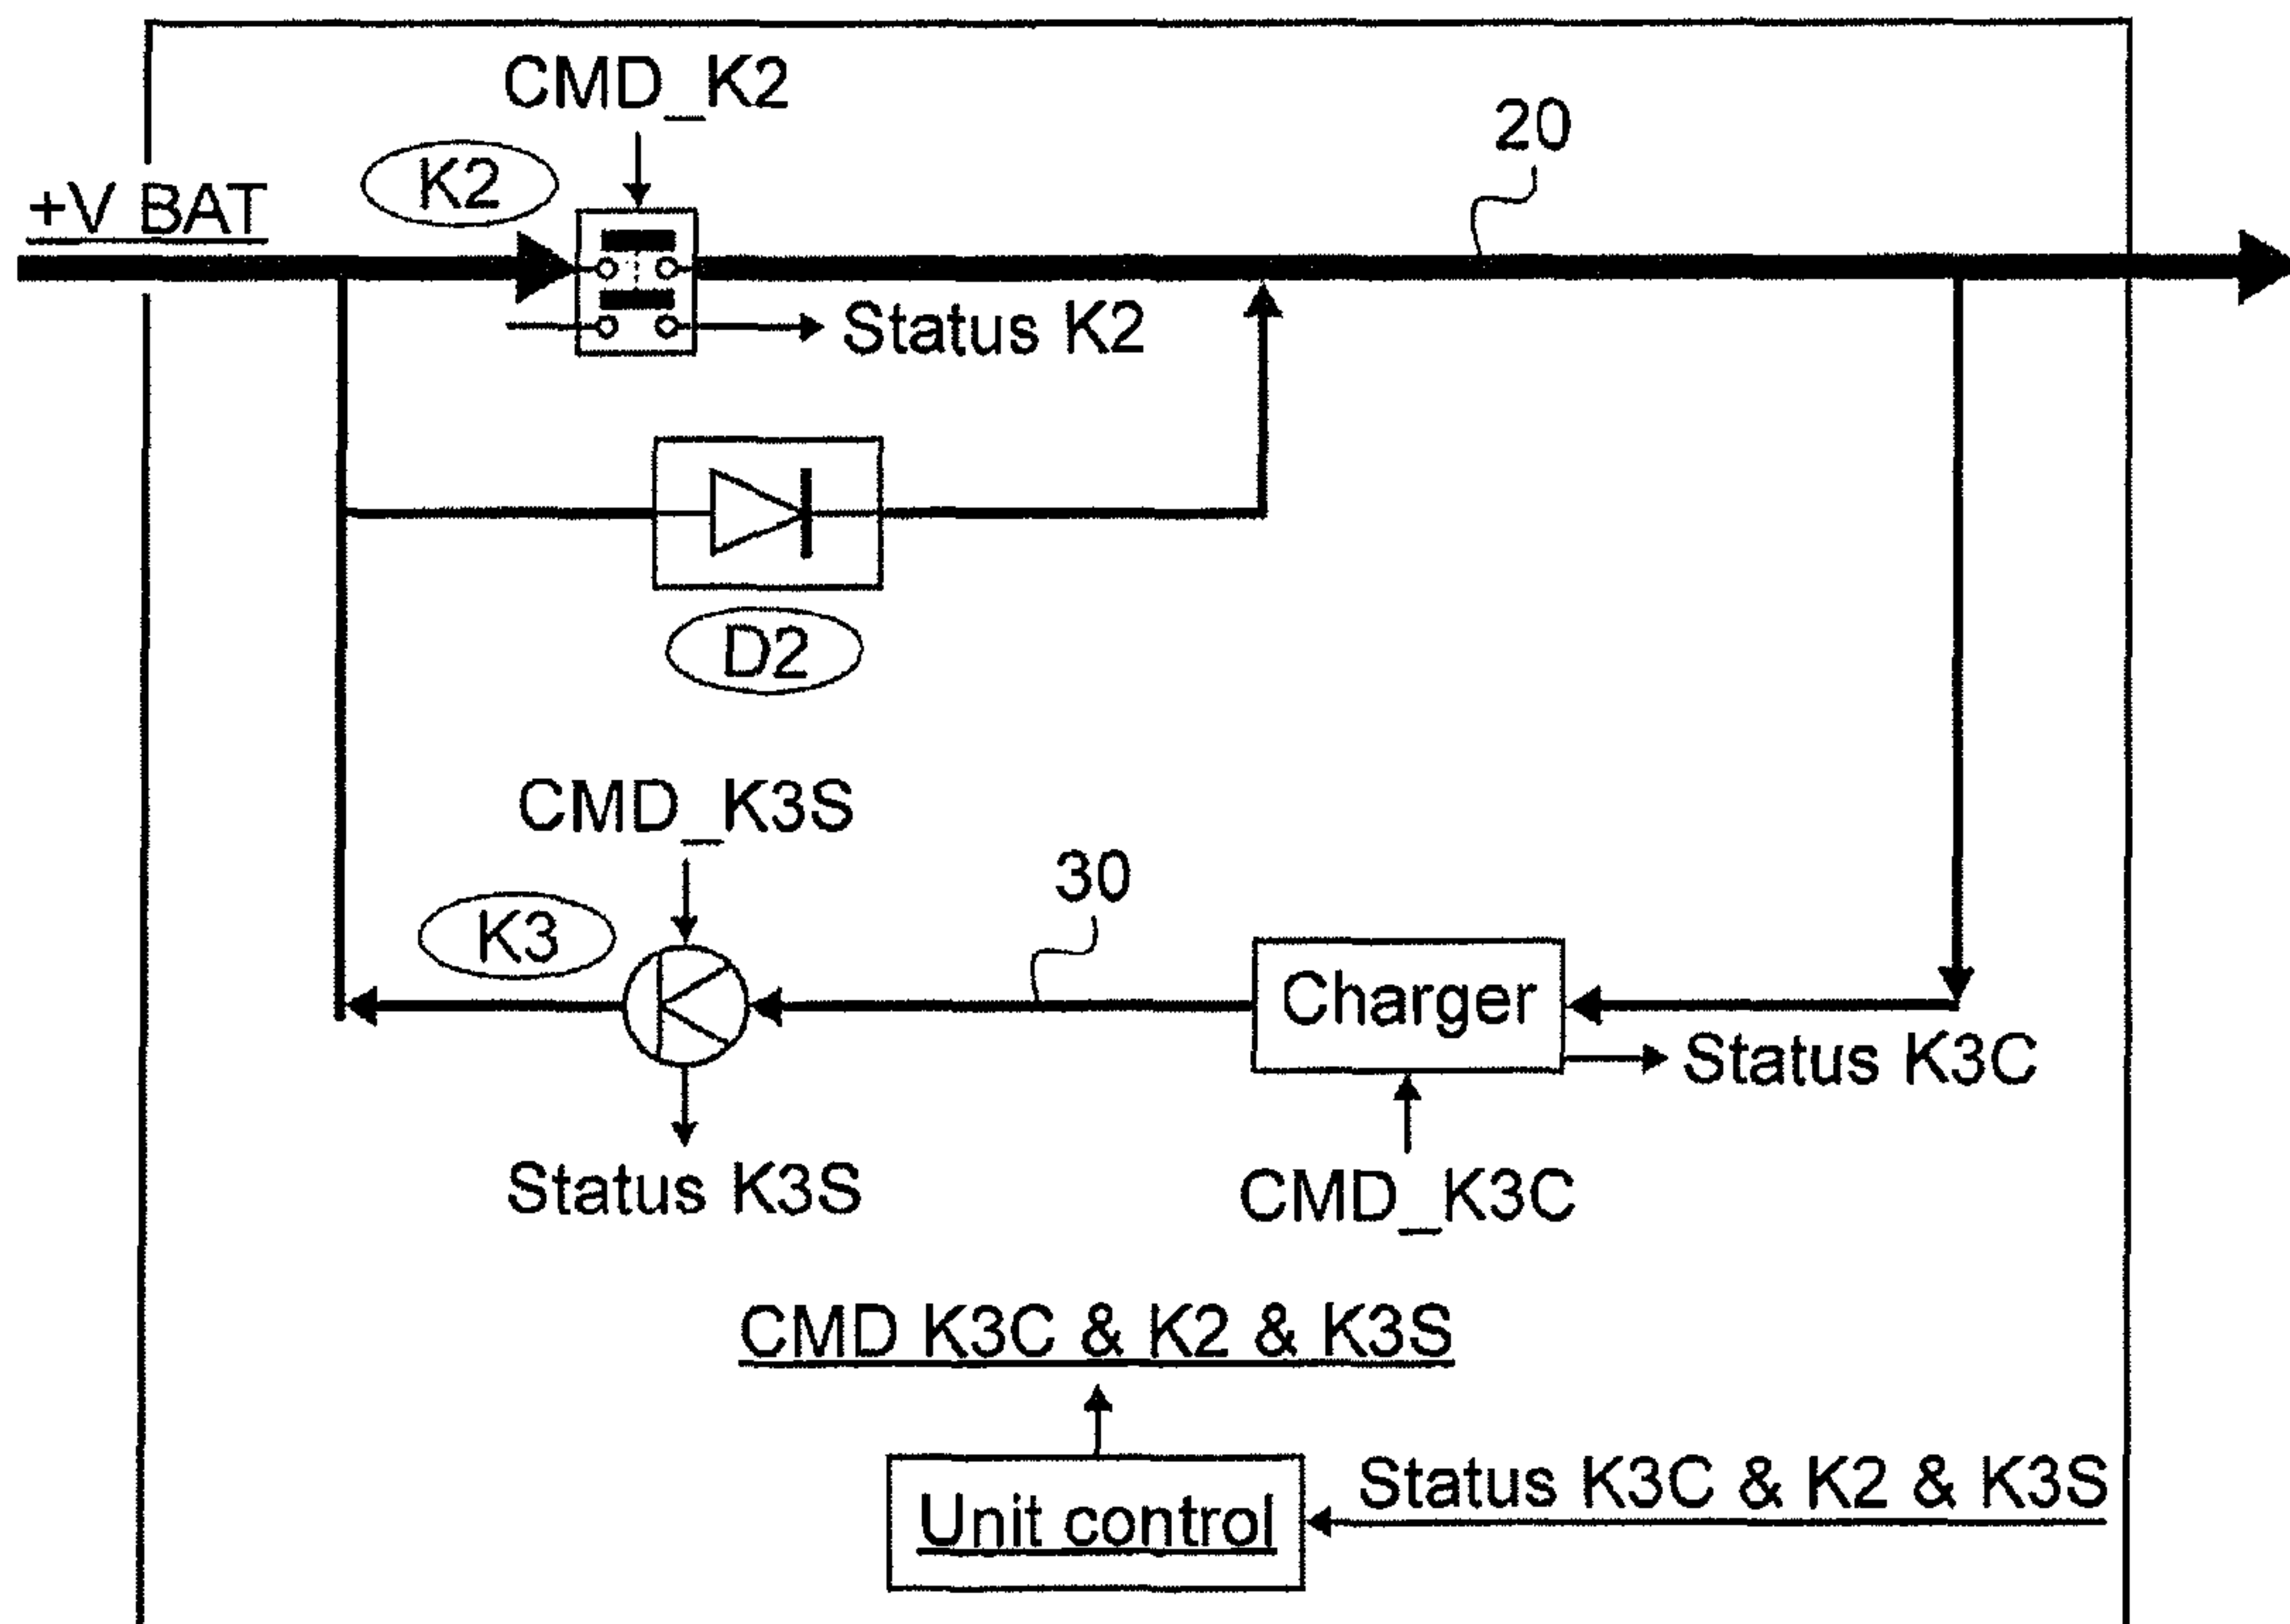 CMD_K2
20
K2
+V BAT
Status K2
D2
CMD_K3S
30
K3
Charger
Status K3C
Status K3S
CMD_K3C
CMD K3C & K2 & K3S
Status K3C & K2 & K3S
Unit control